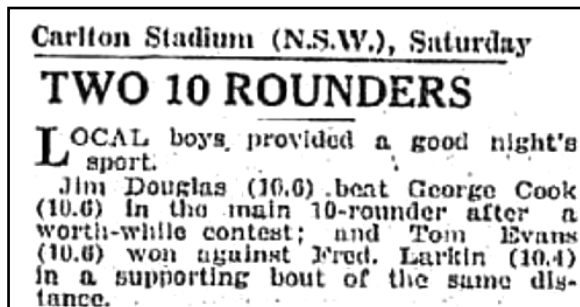 Carlton Stadium (N.S.W.), Saturday
TWO 10 ROUNDERS
LOCAL boys provided a good night's
sport.
Jim Douglas (10.6) beat George Cook
(10.6) in the main 10-rounder after a
worth-while contest; and Tom Evans
(10.6) won against Fred. Larkin (10.4)
in a supporting bout of the same dis-
tance.